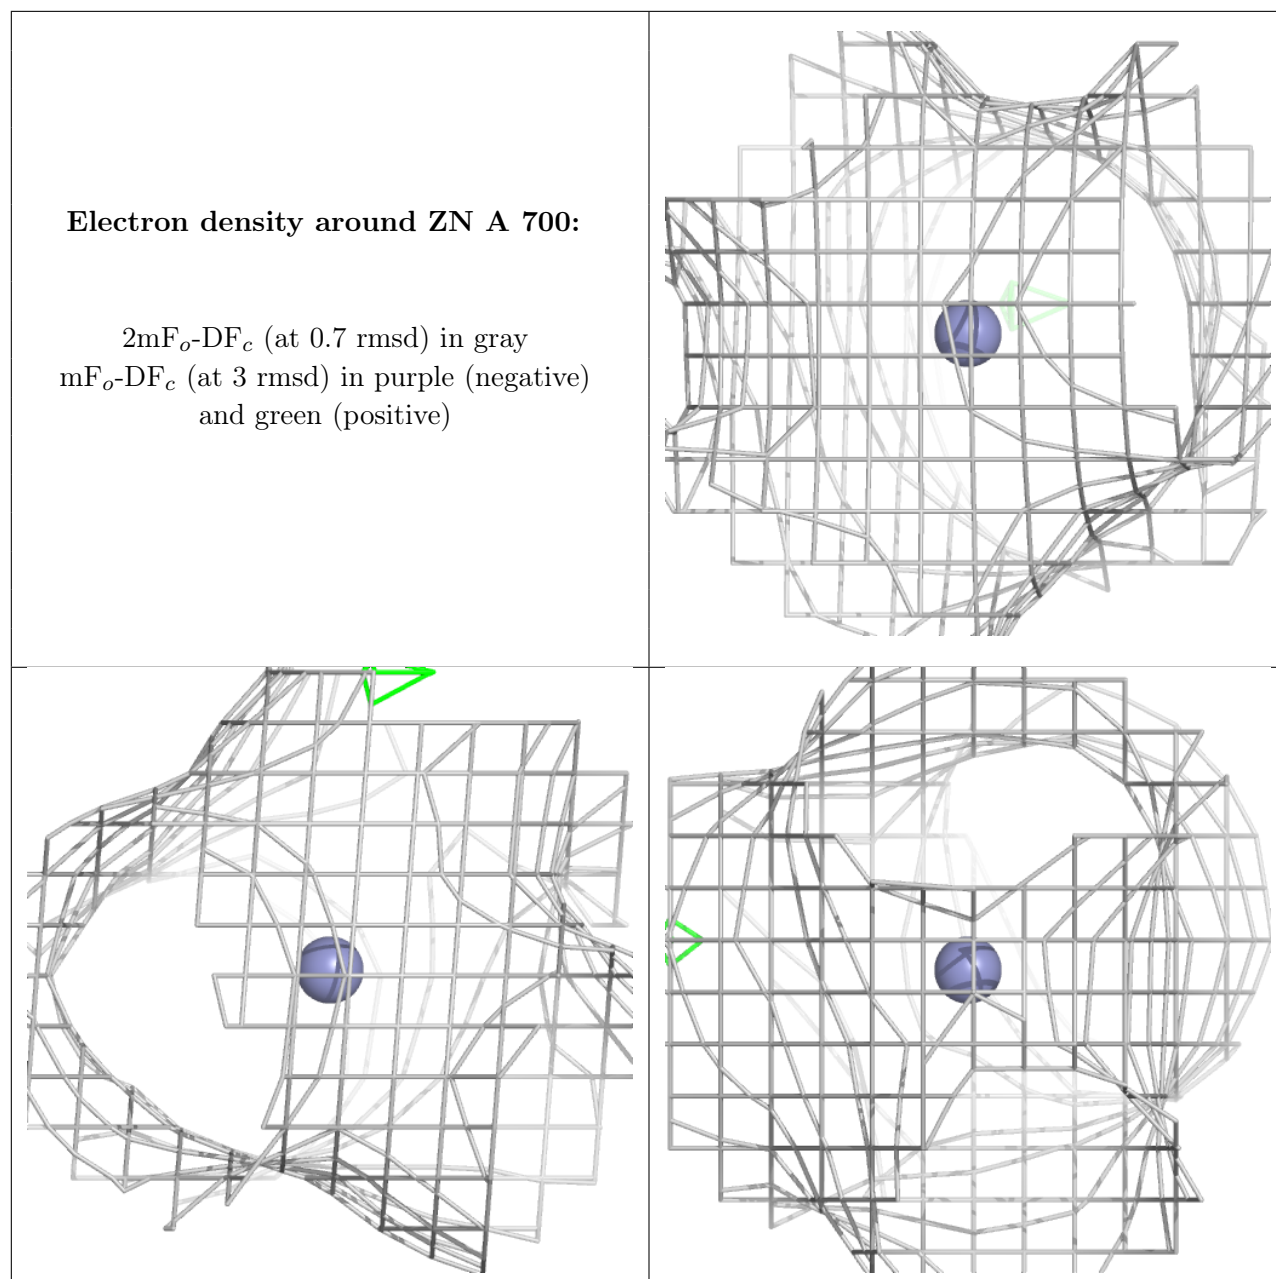 Electron density around ZN A 700:
2mFo-DFc (at 0.7 rmsd) in gray
mFo-DFc (at 3 rmsd) in purple (negative)
and green (positive)